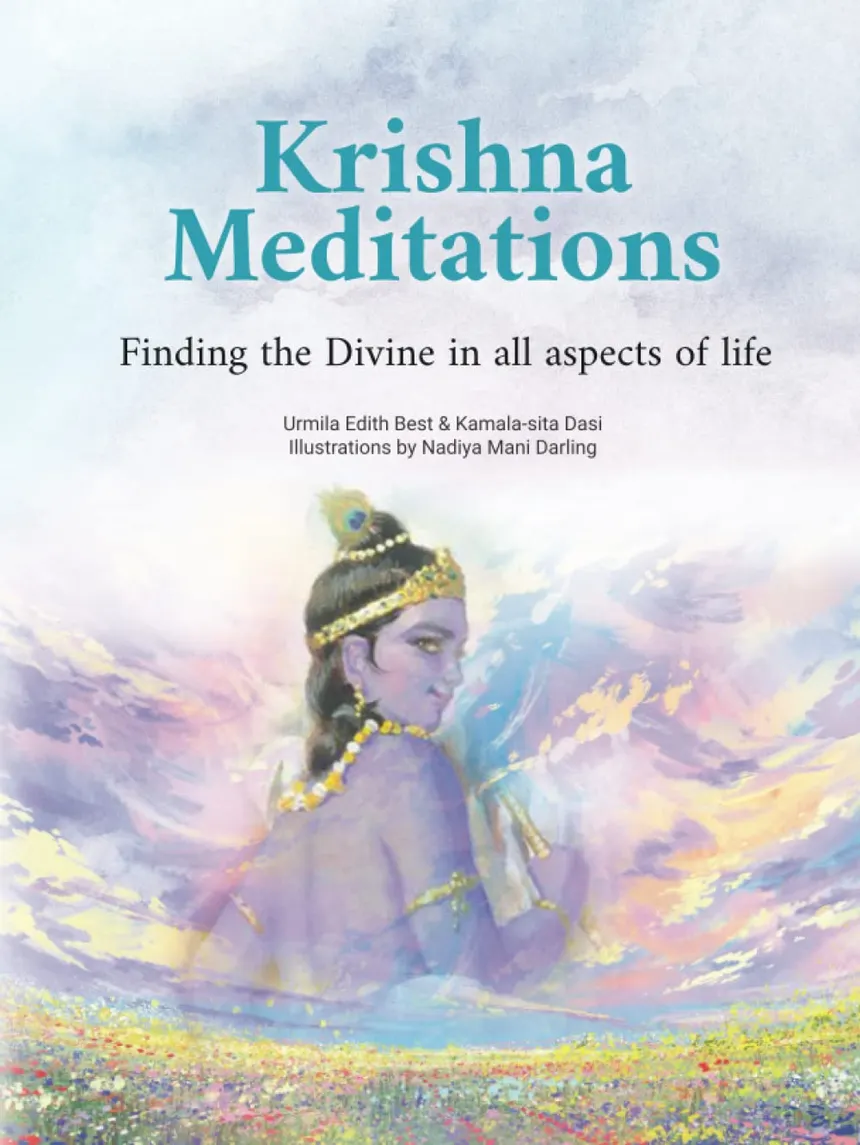 Krishna
Meditations
Finding the Divine in all aspects of life
Urmila Edith Best & Kamala-sita Dasi
Illustrations by Nadiya Mani Darling